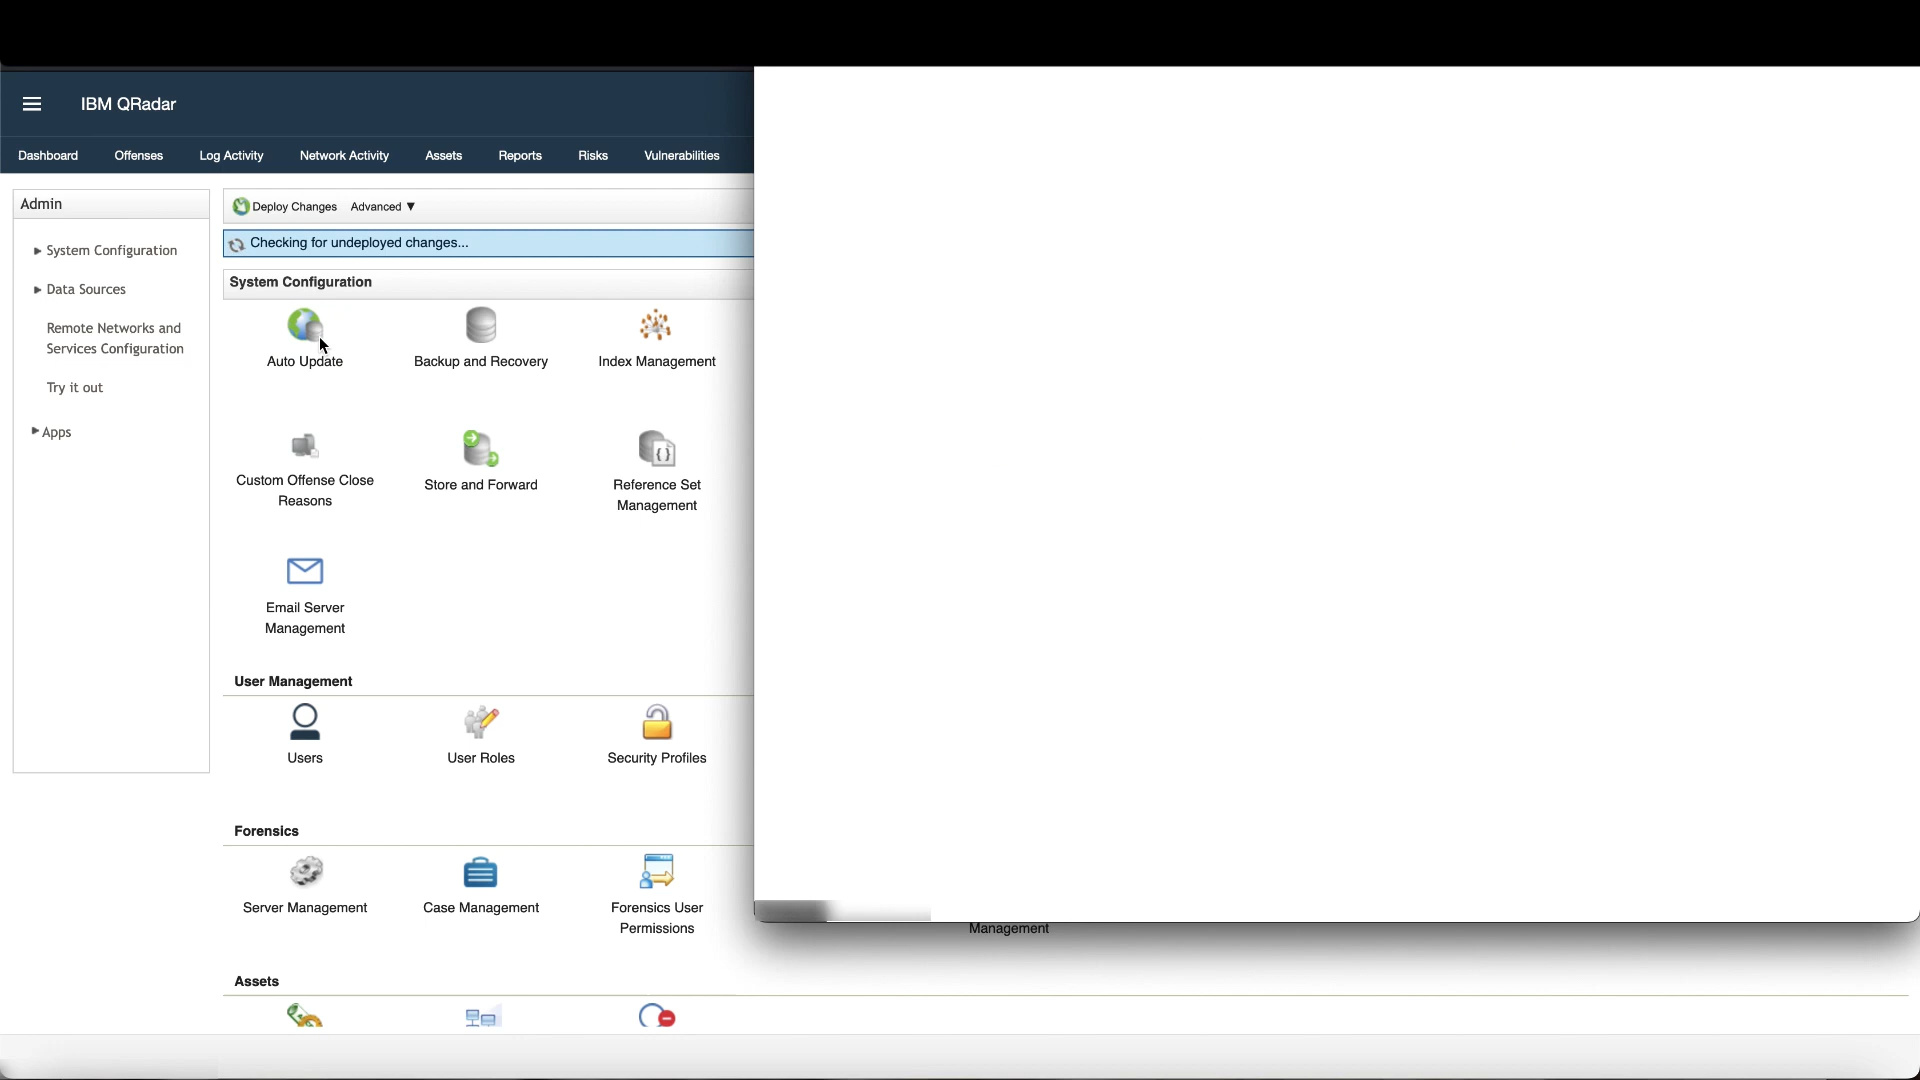 IBM QRadar
Dashboard Offenses Log Activity Network Activity Assets Reports Risks Vulnerabilities
Admin
System Configuration
Data Sources
Remote Networks and
Services Configuration
Try it out
Apps
Deploy Changes Advanced ▼
Checking for undeployed changes...
System Configuration
Auto Update Backup and Recovery Index Management
Custom Offense Close
Reasons
Store and Forward
Reference Set
Management
Email Server
Management
User Management
Users User Roles Security Profiles
Forensics
Server Management Case Management
Forensics User
Permissions
Management
Assets